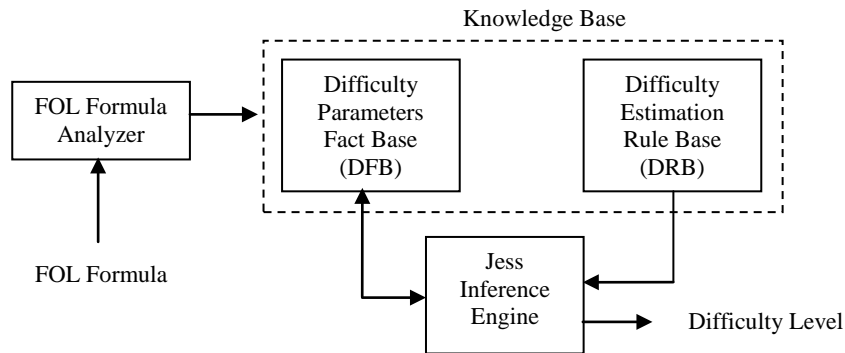 Knowledge Base
FOL Formula
Analyzer
Difficulty
Parameters
Fact Base
(DFB)
Difficulty
Estimation
Rule Base
(DRB)
FOL Formula
Jess
Inference
Engine
Difficulty Level